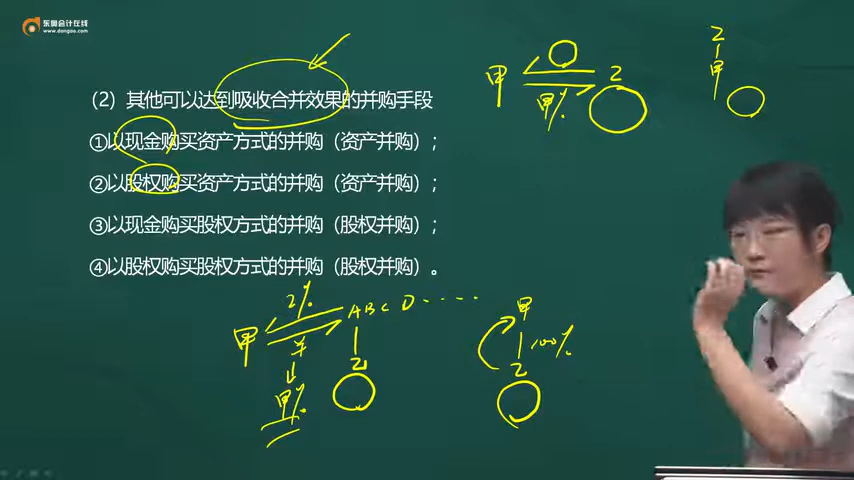 东奥会计在线
www.dongao.com
（2）其他可以达到吸收合并效果的并购手段
①以现金购买资产方式的并购（资产并购）；
②以股权购买资产方式的并购（资产并购）；
③以现金购买股权方式的并购（股权并购）；
④以股权购买股权方式的并购（股权并购）。
甲 乙
甲%
乙
甲
乙% ABCD....
甲 ¥
乙
甲%
甲
100%
乙